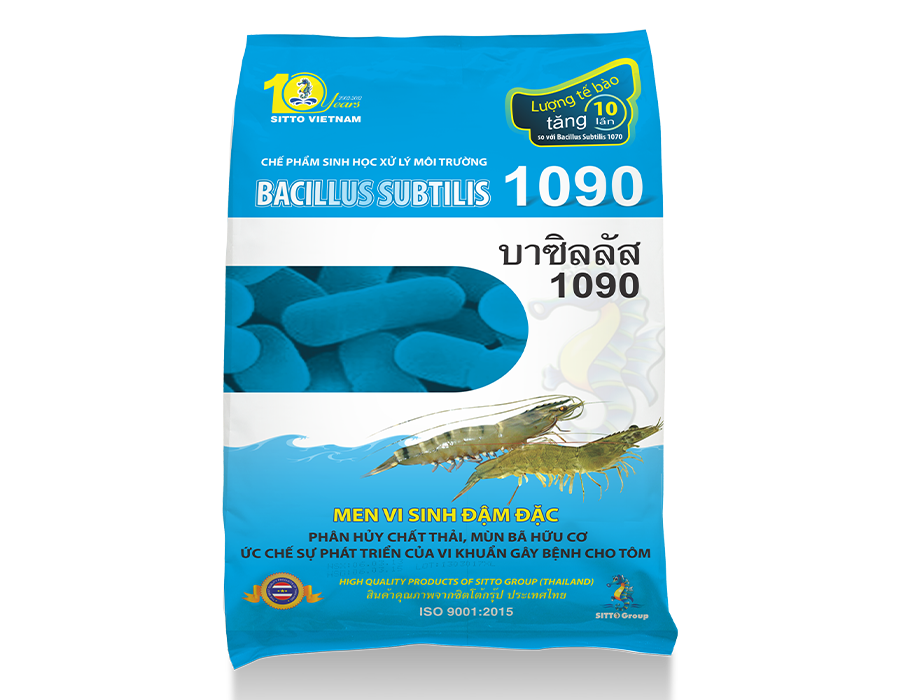 10
2002-2012
Years
SITTO VIETNAM
Lượng tế bào
tăng 10 lần
so với Bacillus Subtilis 1070
CHẾ PHẨM SINH HỌC XỬ LÝ MÔI TRƯỜNG
BACILLUS SUBTILIS 1090
บาซิลลัส
1090
MEN VI SINH ĐẬM ĐẶC
PHÂN HỦY CHẤT THẢI, MÙN BÃ HỮU CƠ
ỨC CHẾ SỰ PHÁT TRIỂN CỦA VI KHUẨN GÂY BỆNH CHO TÔM
HIGH QUALITY PRODUCTS OF SITTO GROUP (THAILAND)
สินค้าคุณภาพจากซิตโต้กรุ๊ป ประเทศไทย
ISO 9001:2015
SITTO Group